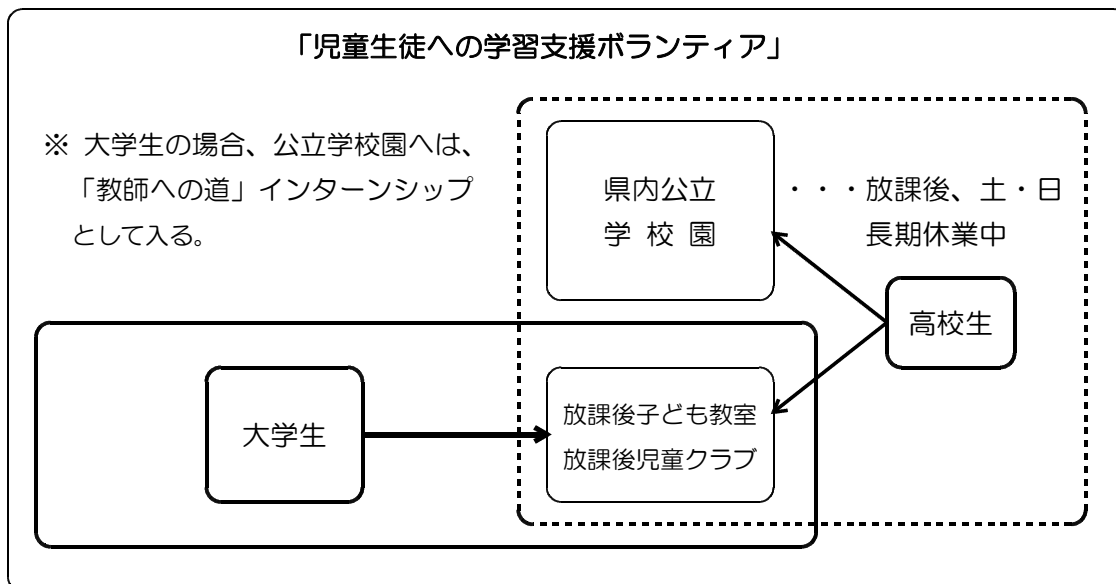 「児童生徒への学習支援ボランティア」
※ 大学生の場合、公立学校園へは、
「教師への道」インターンシップ
として入る。
県内公立
学 校 園
・・・放課後、土・日
長期休業中
高校生
大学生
放課後子ども教室
放課後児童クラブ